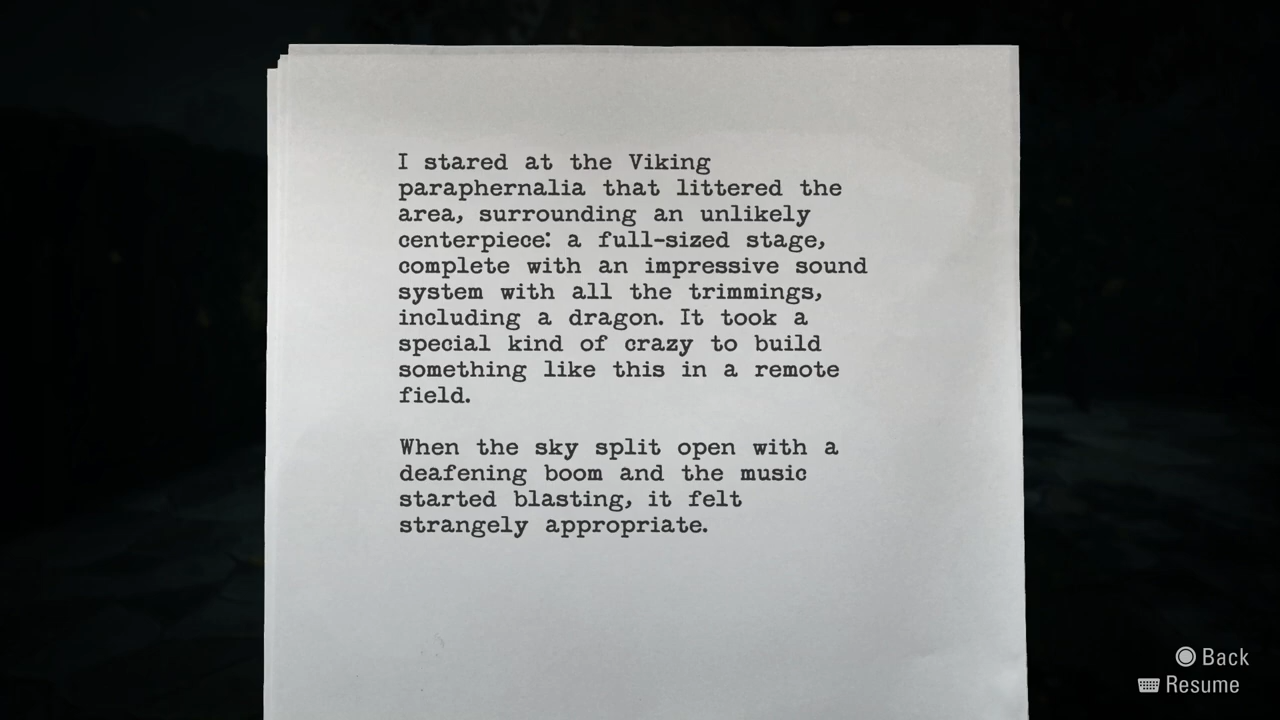 I stared at the Viking
paraphernalia that littered the
area, surrounding an unlikely
centerpiece: a full-sized stage,
complete with an impressive sound
system with all the trimmings,
including a dragon. It took a
special kind of crazy to build
something like this in a remote
field.
When the sky split open with a
deafening boom and the music
started blasting, it felt
strangely appropriate.
Back
Resume